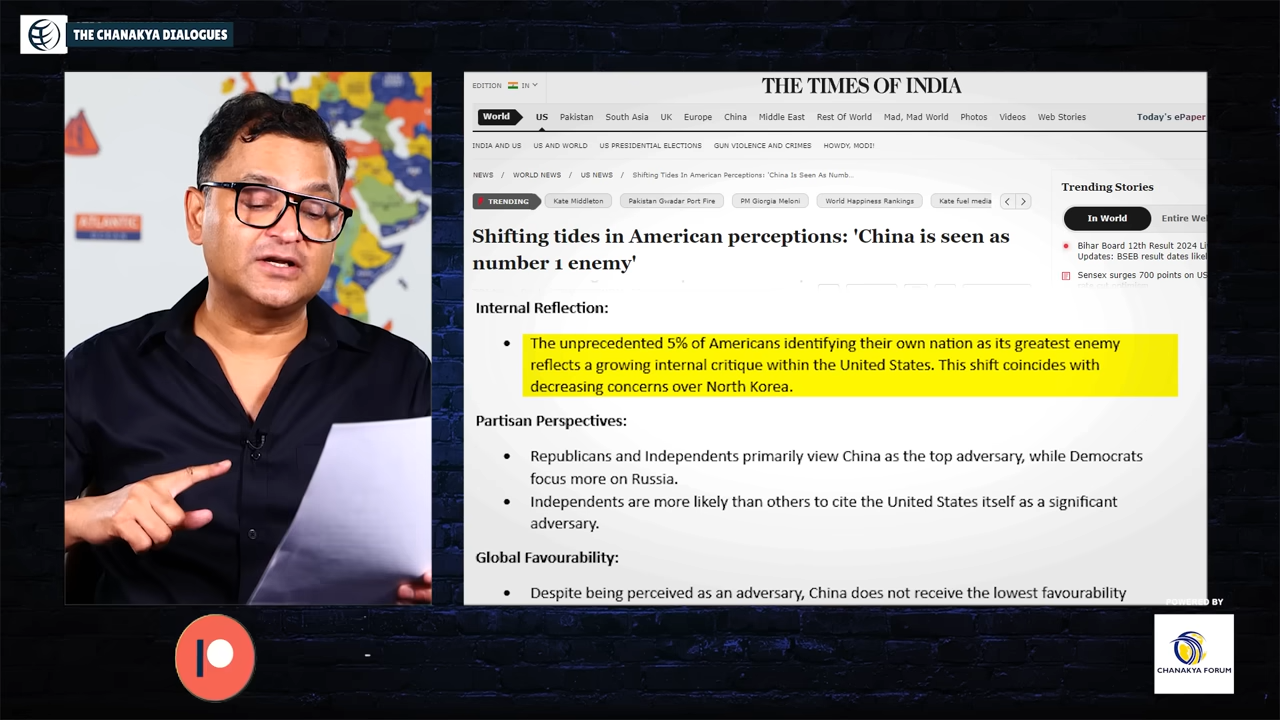 THE CHANAKYA DIALOGUES
ATLANTIC
EDITION IN
THE TIMES OF INDIA
World US Pakistan South Asia UK Europe China Middle East Rest Of World Mad, Mad World Photos Videos Web Stories Today's ePaper
INDIA AND US US AND WORLD US PRESIDENTIAL ELECTIONS GUN VIOLENCE AND CRIMES HOWDY, MODI!
NEWS / WORLD NEWS / US NEWS / Shifting Tides In American Perceptions: 'China Is Seen As Numb...
TRENDING Kate Middleton Pakistan Gwadar Port Fire PM Giorgia Meloni World Happiness Rankings Kate fuel media
Shifting tides in American perceptions: 'China is seen as
number 1 enemy'
Trending Stories
In World Entire We
Bihar Board 12th Result 2024 Li
Updates: BSEB result dates likel
Sensex surges 700 points on US
Internal Reflection:
• The unprecedented 5% of Americans identifying their own nation as its greatest enemy
reflects a growing internal critique within the United States. This shift coincides with
decreasing concerns over North Korea.
Partisan Perspectives:
• Republicans and Independents primarily view China as the top adversary, while Democrats
focus more on Russia.
• Independents are more likely than others to cite the United States itself as a significant
adversary.
Global Favourability:
• Despite being perceived as an adversary, China does not receive the lowest favourability
POWERED BY
CHANAKYA FORUM